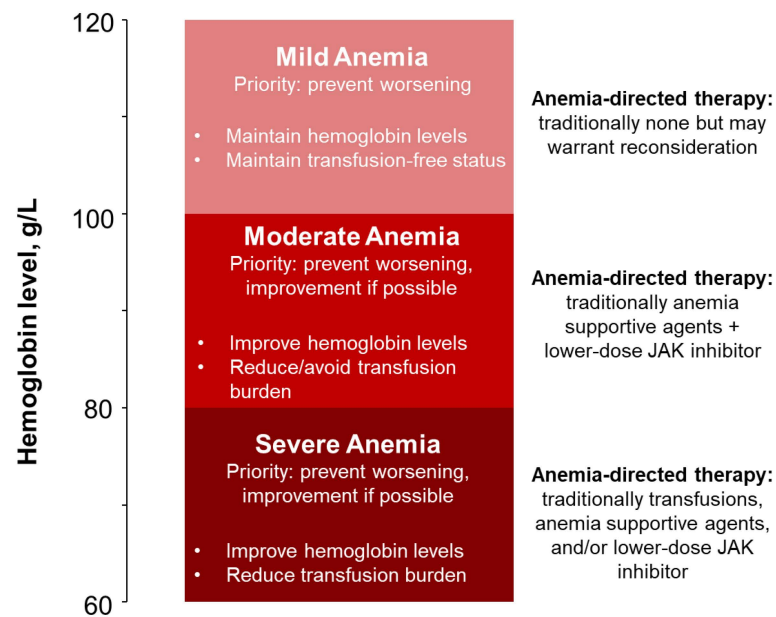 Hemoglobin level, g/L
120
100
80
60
Mild Anemia
Priority: prevent worsening
• Maintain hemoglobin levels
• Maintain transfusion-free status
Anemia-directed therapy:
traditionally none but may
warrant reconsideration
Moderate Anemia
Priority: prevent worsening,
improvement if possible
• Improve hemoglobin levels
• Reduce/avoid transfusion
burden
Anemia-directed therapy:
traditionally anemia
supportive agents +
lower-dose JAK inhibitor
Severe Anemia
Priority: prevent worsening,
improvement if possible
• Improve hemoglobin levels
• Reduce transfusion burden
Anemia-directed therapy:
traditionally transfusions,
anemia supportive agents,
and/or lower-dose JAK
inhibitor